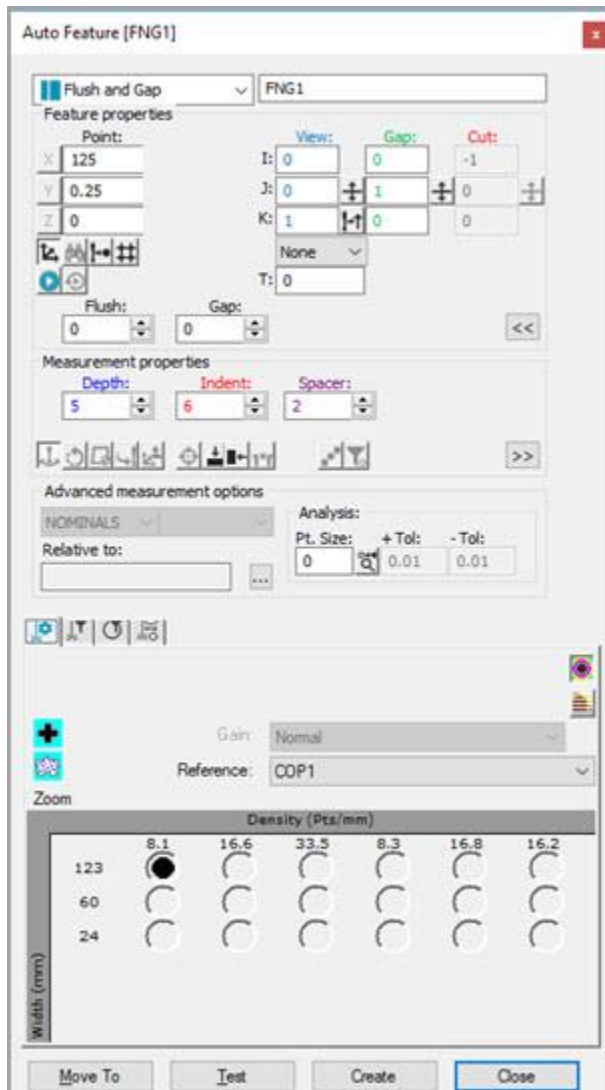 Auto Feature [FNG1]
x
Flush and Gap FNG1
Feature properties
Point: View: Gap: Cut:
X 125 I: 0 0 -1
Y 0.25 J: 0 1 0
Z 0 K: 1 0 0
None
T: 0
Flush: Gap:
0 0 <<
Measurement properties
Depth: Indent: Spacer:
5 6 2
>>
Advanced measurement options
NOMINALS Analysis:
Pt. Size: + Tol: - Tol:
Relative to: 0 0.01 0.01
...
Gain: Normal
Reference: COP1
Zoom
Density (Pts/mm)
8.1 16.6 33.5 8.3 16.8 16.2
123
60
24
Width (mm)
Move To Test Create Close